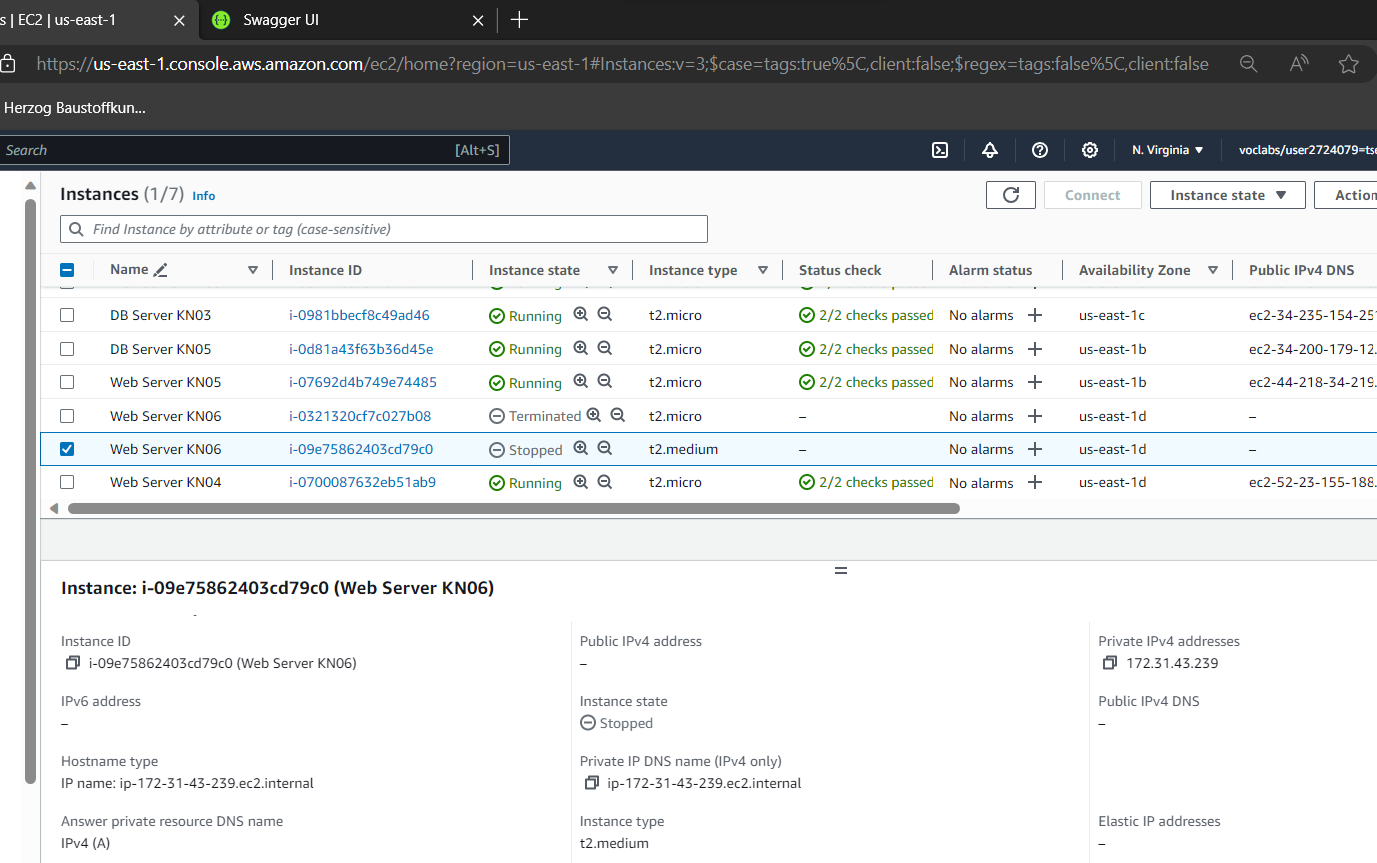 s | EC2 | us-east-1
Swagger UI
https://us-east-1.console.aws.amazon.com/ec2/home?region=us-east-1#Instances:v=3;$case=tags:true%5C,client:false;$regex=tags:false%5C,client:false
Herzog Baustoffkun...
Search [Alt+S] N. Virginia ▼ voclabs/user2724079=tse
Instances (1/7) Info
Connect Instance state ▼ Action
Find Instance by attribute or tag (case-sensitive)
Name Instance ID Instance state Instance type Status check Alarm status Availability Zone Public IPv4 DNS
DB Server KN03 i-0981bbecf8c49ad46 Running t2.micro 2/2 checks passed No alarms us-east-1c ec2-34-235-154-251
DB Server KN05 i-0d81a43f63b36d45e Running t2.micro 2/2 checks passed No alarms us-east-1b ec2-34-200-179-12.
Web Server KN05 i-07692d4b749e74485 Running t2.micro 2/2 checks passed No alarms us-east-1b ec2-44-218-34-219.
Web Server KN06 i-0321320cf7c027b08 Terminated t2.micro – No alarms us-east-1d –
Web Server KN06 i-09e75862403cd79c0 Stopped t2.medium – No alarms us-east-1d –
Web Server KN04 i-0700087632eb51ab9 Running t2.micro 2/2 checks passed No alarms us-east-1d ec2-52-23-155-188.
Instance: i-09e75862403cd79c0 (Web Server KN06)
Instance ID
i-09e75862403cd79c0 (Web Server KN06)
Public IPv4 address
–
Private IPv4 addresses
172.31.43.239
IPv6 address
–
Instance state
Stopped
Public IPv4 DNS
–
Hostname type
IP name: ip-172-31-43-239.ec2.internal
Private IP DNS name (IPv4 only)
ip-172-31-43-239.ec2.internal
Answer private resource DNS name
IPv4 (A)
Instance type
t2.medium
Elastic IP addresses
–